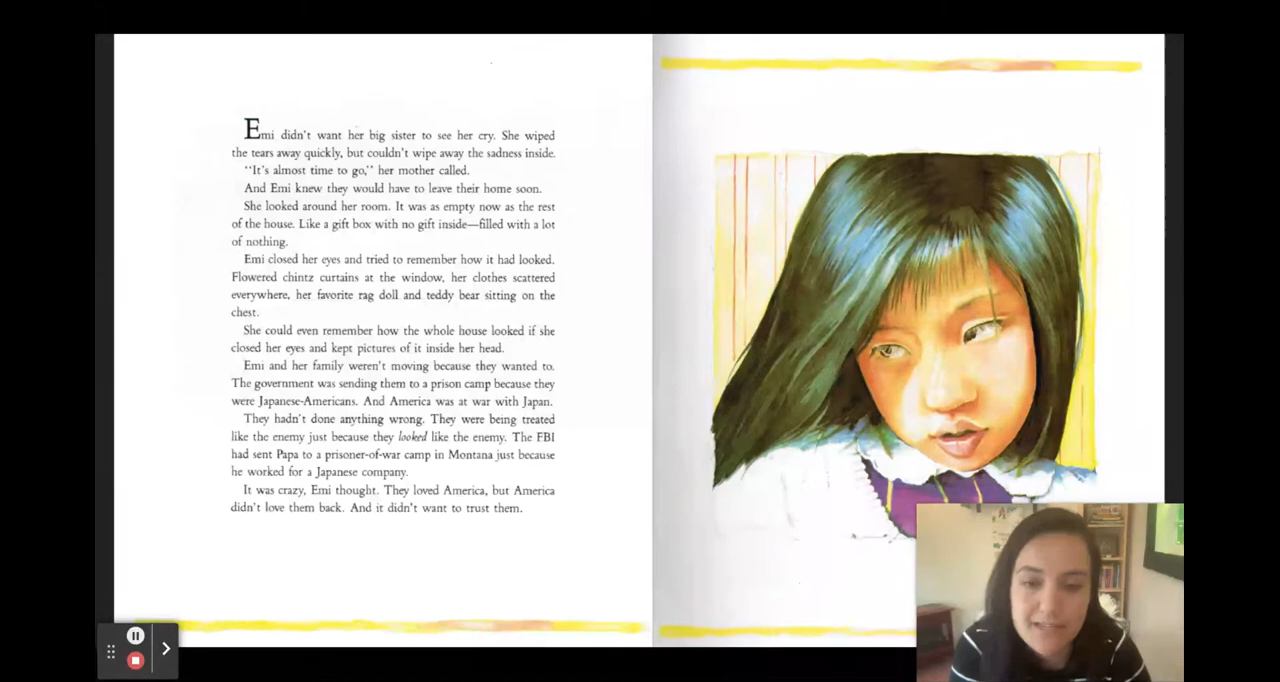 Emi didn't want her big sister to see her cry. She wiped
the tears away quickly, but couldn't wipe away the sadness inside.
"It's almost time to go," her mother called.
And Emi knew they would have to leave their home soon.
She looked around her room. It was as empty now as the rest
of the house. Like a gift box with no gift inside—filled with a lot
of nothing.
Emi closed her eyes and tried to remember how it had looked.
Flowered chintz curtains at the window, her clothes scattered
everywhere, her favorite rag doll and teddy bear sitting on the
chest.
She could even remember how the whole house looked if she
closed her eyes and kept pictures of it inside her head.
Emi and her family weren't moving because they wanted to.
The government was sending them to a prison camp because they
were Japanese-Americans. And America was at war with Japan.
They hadn't done anything wrong. They were being treated
like the enemy just because they looked like the enemy. The FBI
had sent Papa to a prisoner-of-war camp in Montana just because
he worked for a Japanese company.
It was crazy, Emi thought. They loved America, but America
didn't love them back. And it didn't want to trust them.